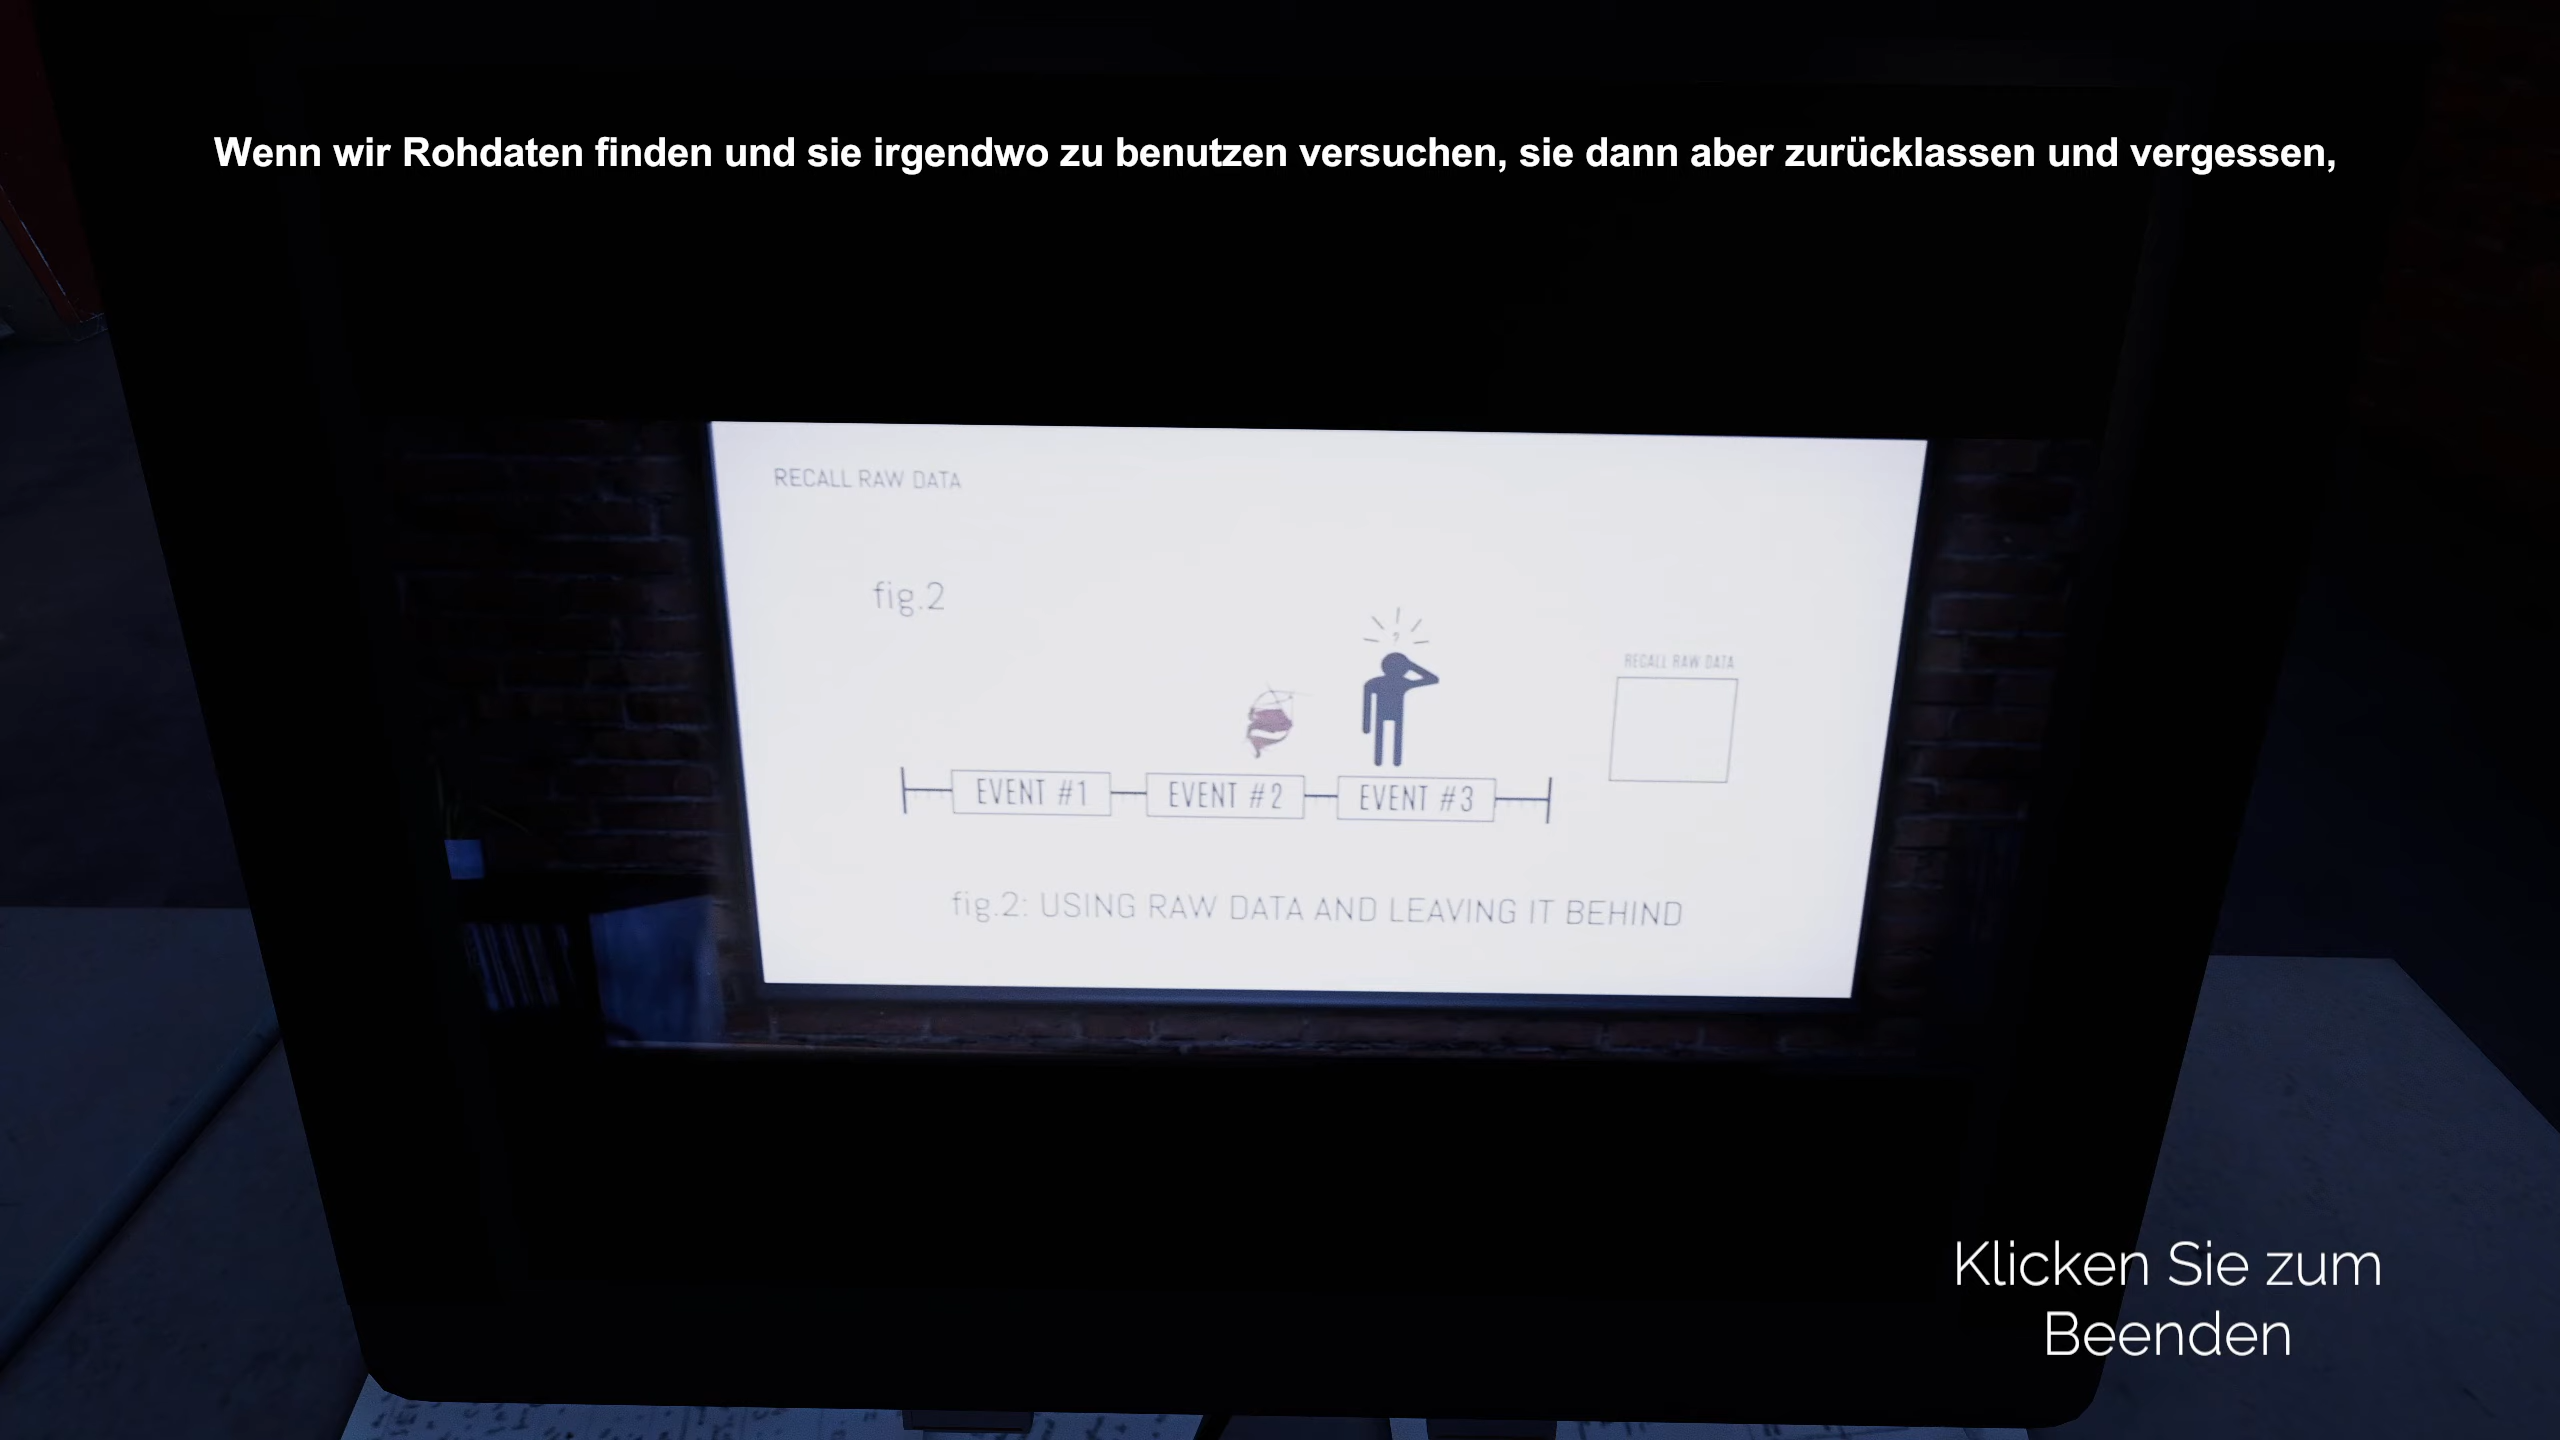 Wenn wir Rohdaten finden und sie irgendwo zu benutzen versuchen, sie dann aber zurücklassen und vergessen,
RECALL RAW DATA
fig.2
?
RECALL RAW DATA
EVENT #1 EVENT #2 EVENT #3
fig.2: USING RAW DATA AND LEAVING IT BEHIND
Klicken Sie zum
Beenden